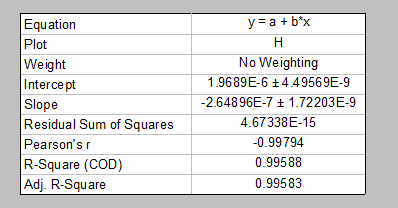 Equation y = a + b*x
Plot H
Weight No Weighting
Intercept 1.9689E-6 ± 4.49569E-9
Slope -2.64896E-7 ± 1.72203E-9
Residual Sum of Squares 4.67338E-15
Pearson's r -0.99794
R-Square (COD) 0.99588
Adj. R-Square 0.99583